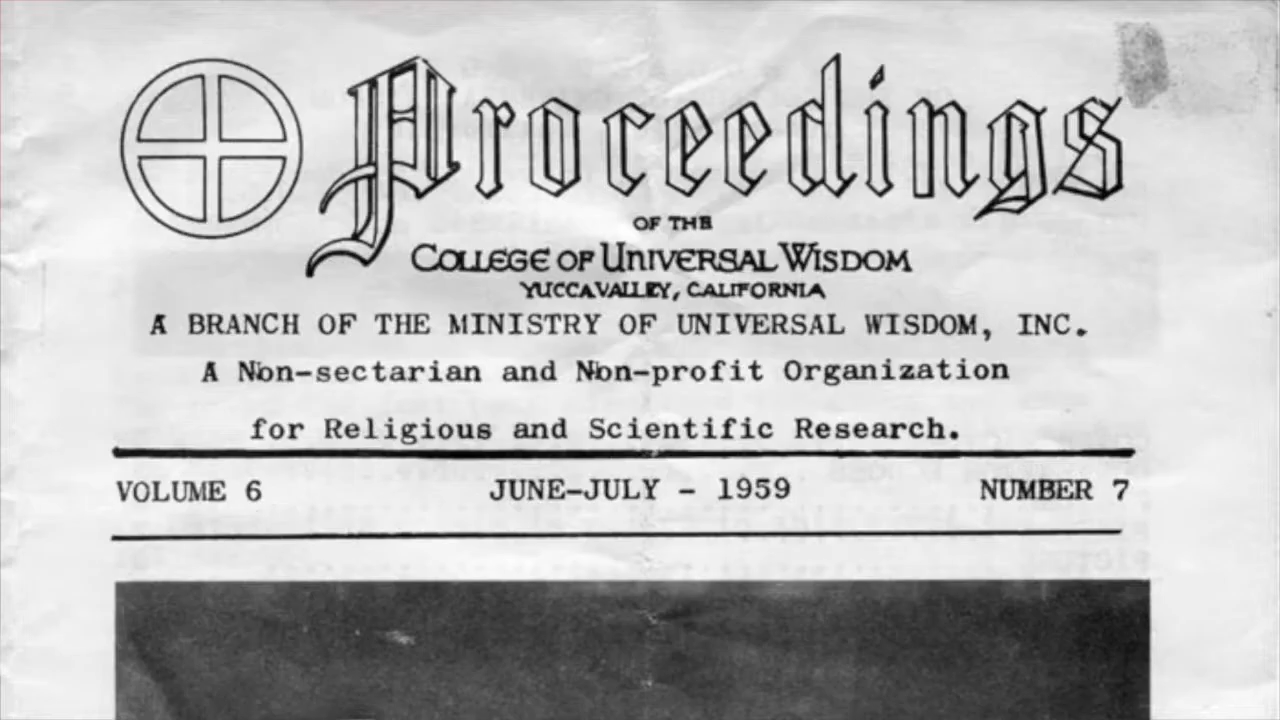 Proceedings
OF THE
COLLEGE OF UNIVERSAL WISDOM
YUCCA VALLEY, CALIFORNIA
A BRANCH OF THE MINISTRY OF UNIVERSAL WISDOM, INC.
A Non-sectarian and Non-profit Organization
for Religious and Scientific Research.
VOLUME 6 JUNE-JULY - 1959 NUMBER 7